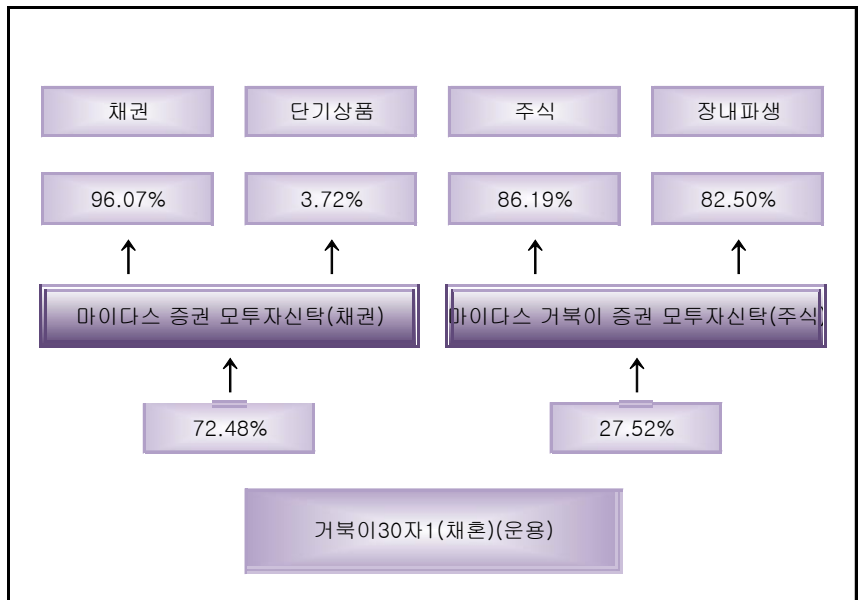 채권 단기상품 주식 장내파생
96.07% 3.72% 86.19% 82.50%
마이다스 증권 모투자신탁(채권) 마이다스 거북이 증권 모투자신탁(주식)
72.48% 27.52%
거북이30자1(채혼)(운용)